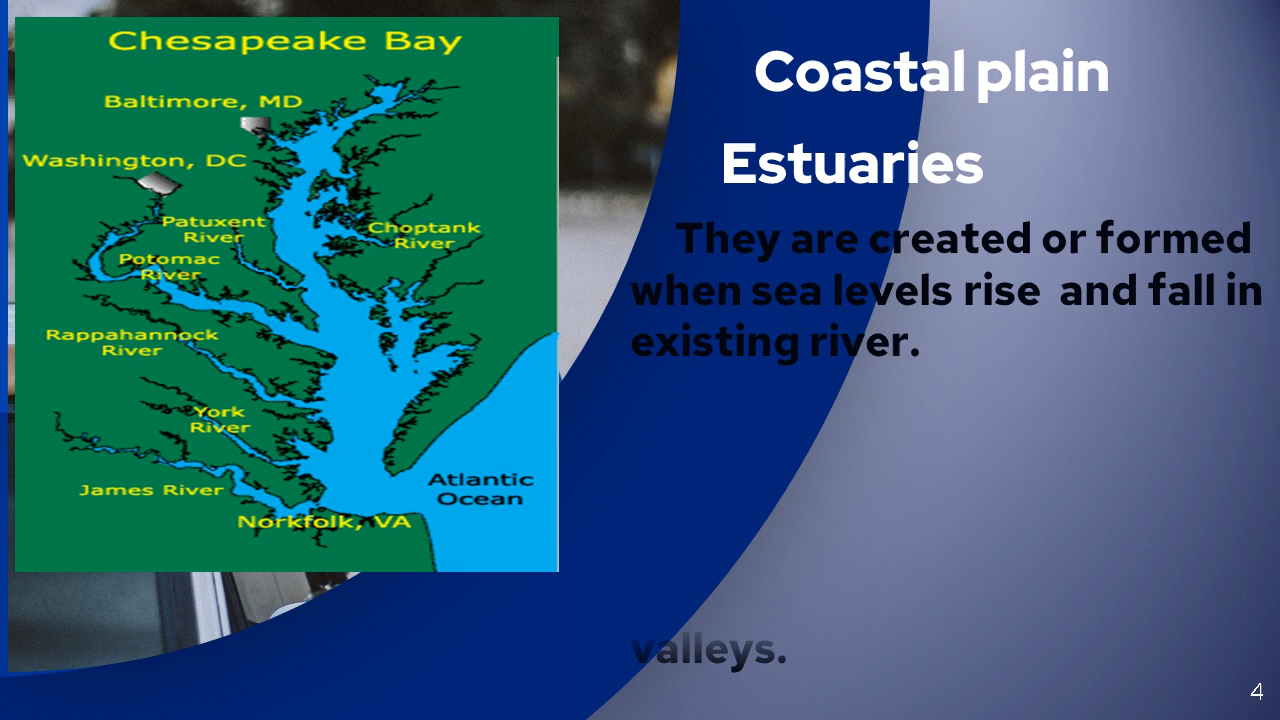 Chesapeake Bay
Baltimore, MD
Washington, DC
Patuxent
River
Choptank
River
Potomac
River
Rappahannock
River
York
River
James River
Atlantic
Ocean
Norkfolk, VA
Coastal plain
Estuaries
They are created or formed
when sea levels rise and fall in
existing river.
valleys.
4